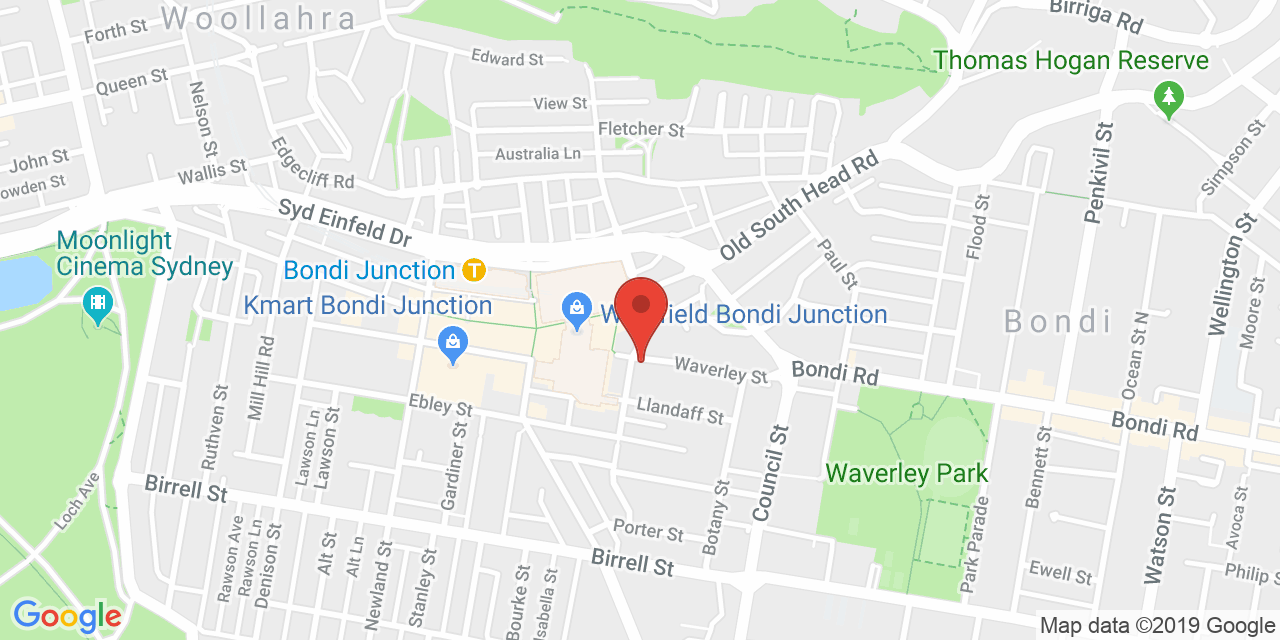 Woollahra
Birriga Rd
Forth St
Edward St
Thomas Hogan Reserve
Queen St
Nelson St
View St
Fletcher St
Penkivil St
Simpson St
John St
Wallis St
Edgecliff Rd
Australia Ln
Old South Head Rd
owden St
Syd Einfeld Dr
Paul St
Flood St
Wellington St
Moonlight
Cinema Sydney
Bondi Junction
T
Kmart Bondi Junction
field Bondi Junction
Bondi
Ocean St N
Moore St
Mill Hill Rd
Waverley St
Bondi Rd
Ruthven St
Lawson Ln
Lawson St
Ebley St
Gardiner St
Llandaff St
Council St
Bondi Rd
Waverley Park
Bennett St
Birrell St
Loch Ave
Botany St
Porter St
Park Parade
Watson St
Avoca St
Rawson Ave
Rawson Ln
Denison St
Alt St
Alt Ln
Newland St
Stanley St
Birrell St
Bourke St
Isabella St
Ewell St
Philip S
Google
Map data ©2019 Google